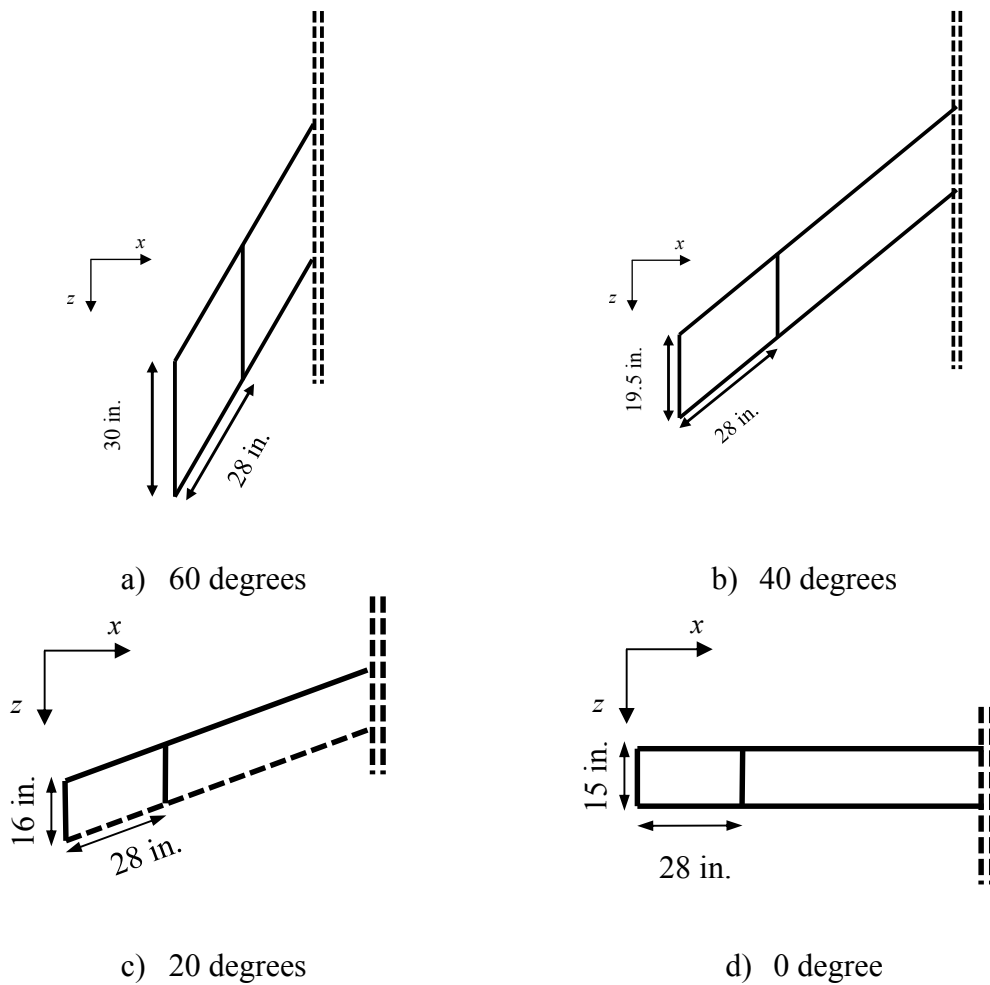 x
z
30 in.
28 in.
a) 60 degrees
x
z
19.5 in.
28 in.
b) 40 degrees
x
z
16 in.
28 in.
c) 20 degrees
x
z
15 in.
28 in.
d) 0 degree